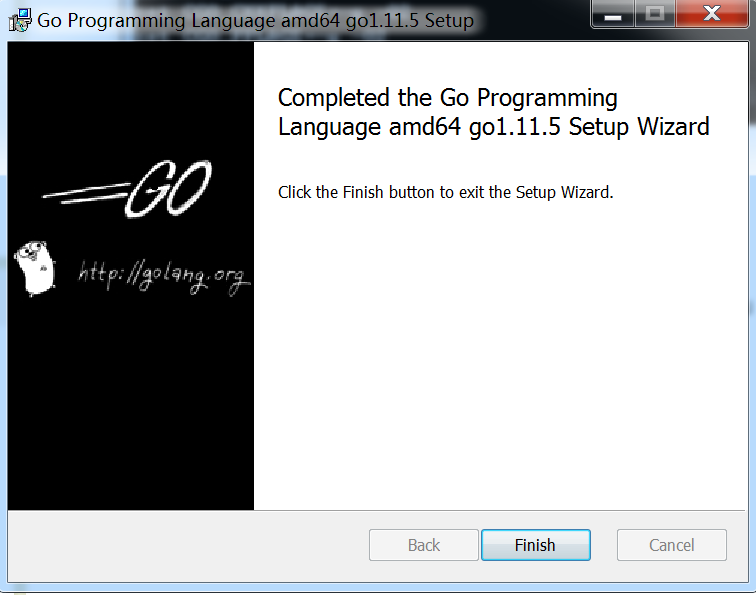 Go Programming Language amd64 go1.11.5 Setup
Completed the Go Programming
Language amd64 go1.11.5 Setup Wizard
Click the Finish button to exit the Setup Wizard.
GO
http://golang.org
Back
Finish
Cancel